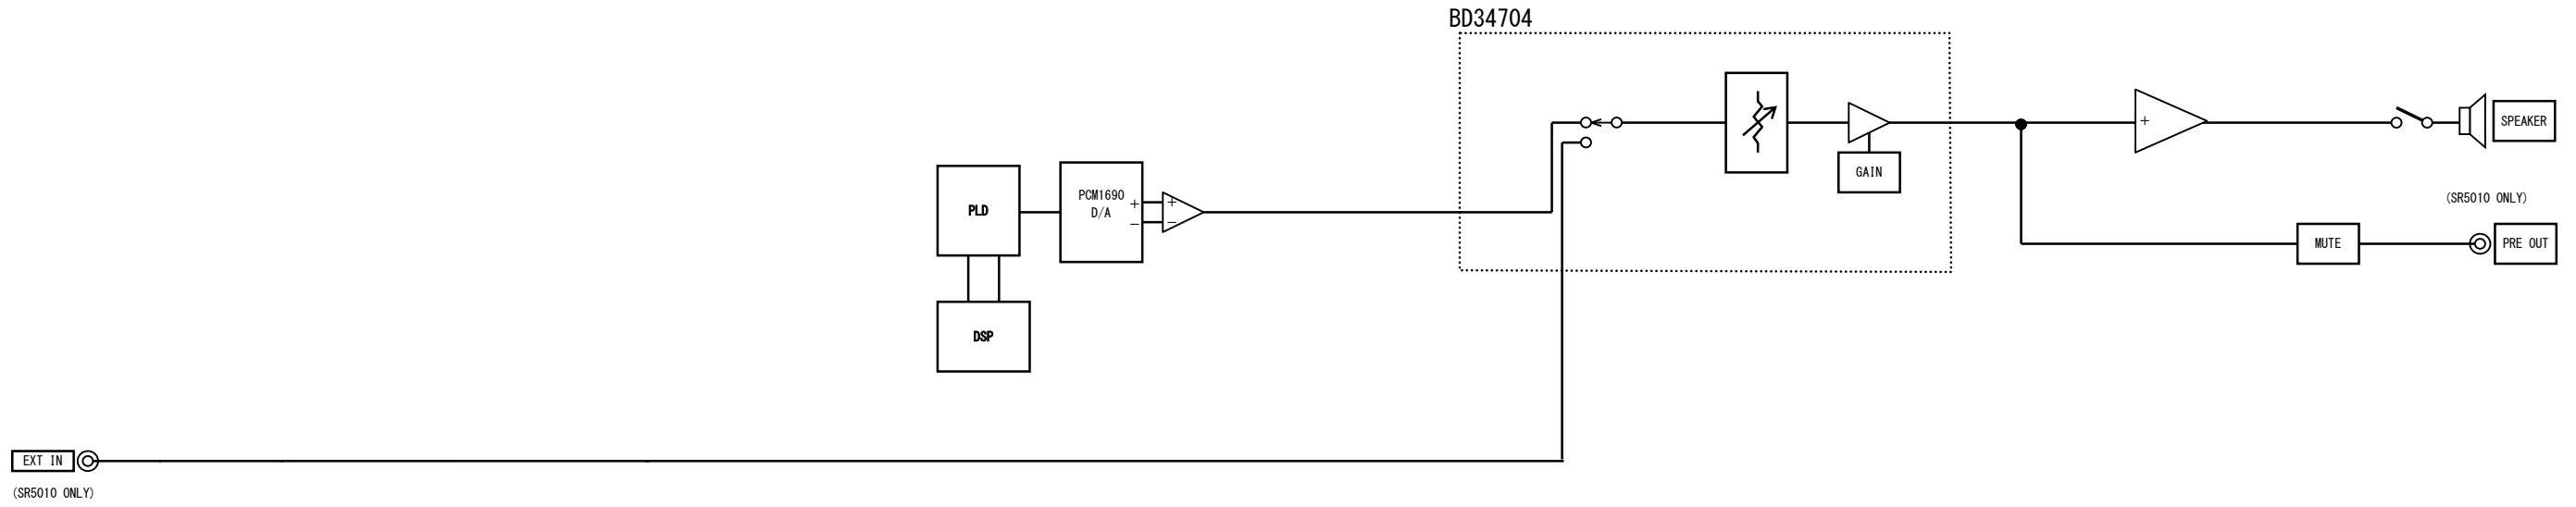 BD34704
SPEAKER
GAIN
PCM1690
D/A
+
−
+
−
+
PLD
(SR5010 ONLY)
MUTE
PRE OUT
DSP
EXT IN
(SR5010 ONLY)